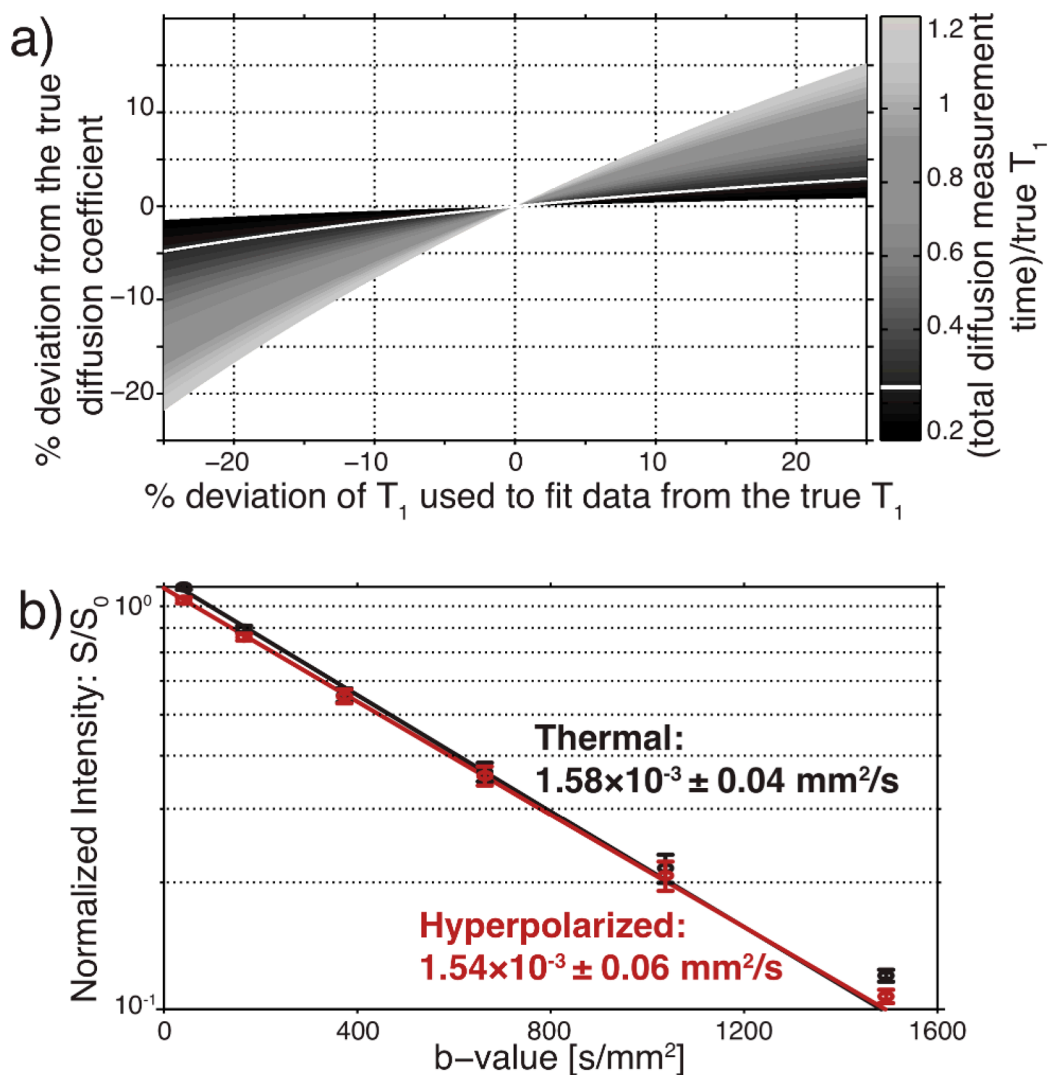 a)
% deviation from the true
diffusion coefficient
10
0
−10
−20
−20
−10
0
10
20
% deviation of T₁ used to fit data from the true T₁
1.2
1
0.8
0.6
0.4
0.2
(total diffusion measurement
time)/true T₁
b)
Normalized Intensity: S/S₀
10⁰
10⁻¹
Thermal:
1.58×10⁻³ ± 0.04 mm²/s
Hyperpolarized:
1.54×10⁻³ ± 0.06 mm²/s
0
400
800
1200
1600
b−value [s/mm²]